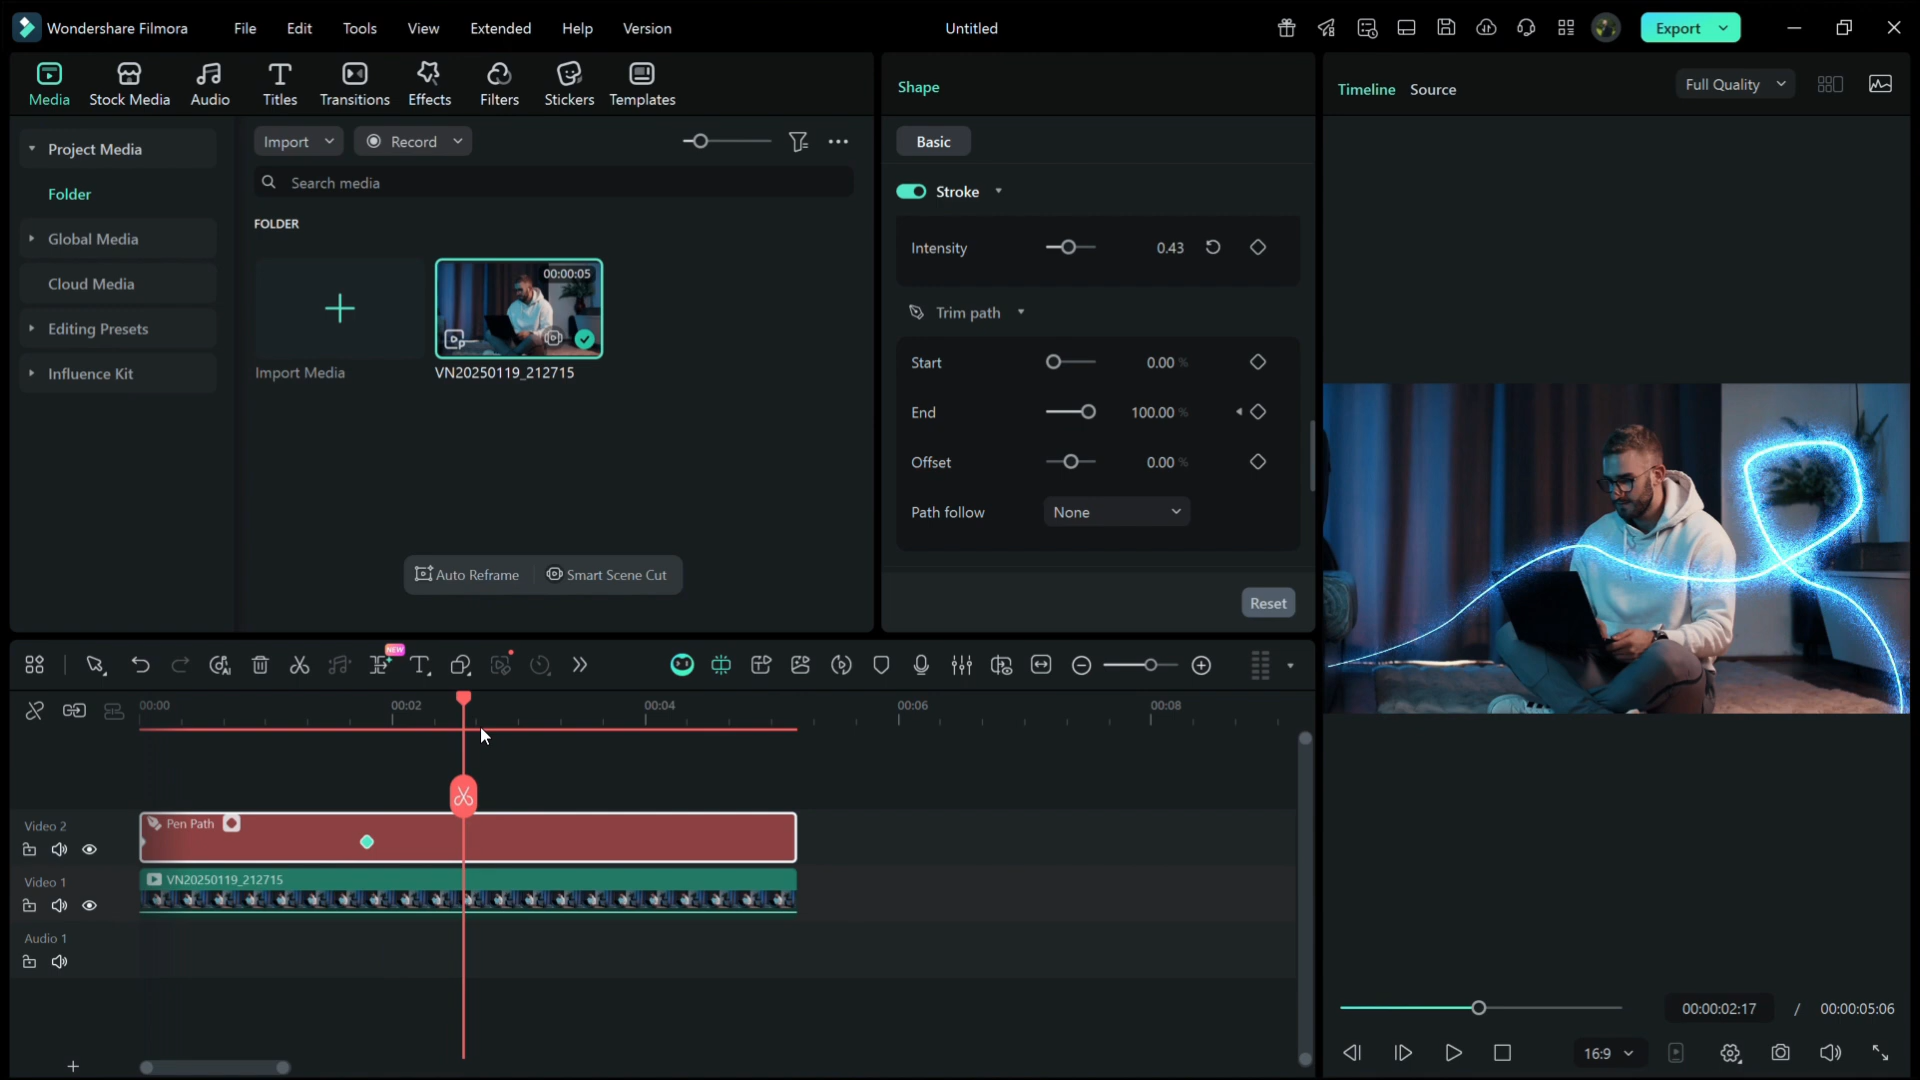 Wondershare Filmora
File
Edit
Tools
View
Extended
Help
Version
Untitled
Export
Media
Stock Media
Audio
Titles
Transitions
Effects
Filters
Stickers
Templates
Project Media
Folder
Global Media
Cloud Media
Editing Presets
Influence Kit
Import
Record
Search media
FOLDER
00:00:05
Import Media
VN20250119_212715
Auto Reframe
Smart Scene Cut
Shape
Basic
Stroke
Intensity 0.43
Trim path
Start 0.00 %
End 100.00 %
Offset 0.00 %
Path follow None
Reset
Timeline
Source
Full Quality
NEW
00:00
00:02
00:04
00:06
00:08
Video 2
Pen Path
Video 1
VN20250119_212715
Audio 1
00:00:02:17 / 00:00:05:06
16:9